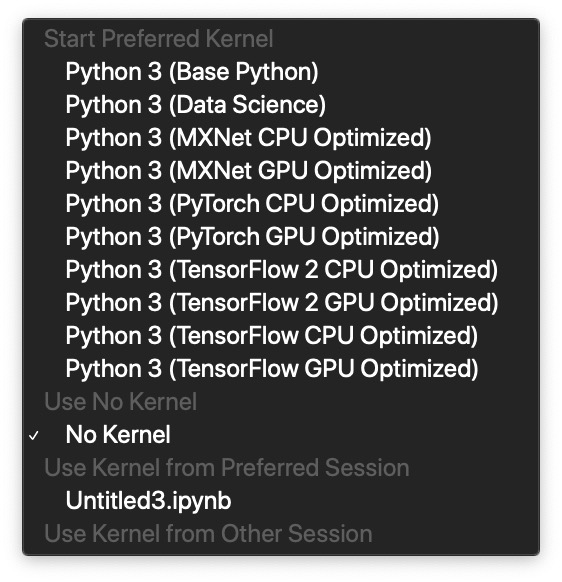 Start Preferred Kernel
Python 3 (Base Python)
Python 3 (Data Science)
Python 3 (MXNet CPU Optimized)
Python 3 (MXNet GPU Optimized)
Python 3 (PyTorch CPU Optimized)
Python 3 (PyTorch GPU Optimized)
Python 3 (TensorFlow 2 CPU Optimized)
Python 3 (TensorFlow 2 GPU Optimized)
Python 3 (TensorFlow CPU Optimized)
Python 3 (TensorFlow GPU Optimized)
Use No Kernel
✓ No Kernel
Use Kernel from Preferred Session
Untitled3.ipynb
Use Kernel from Other Session